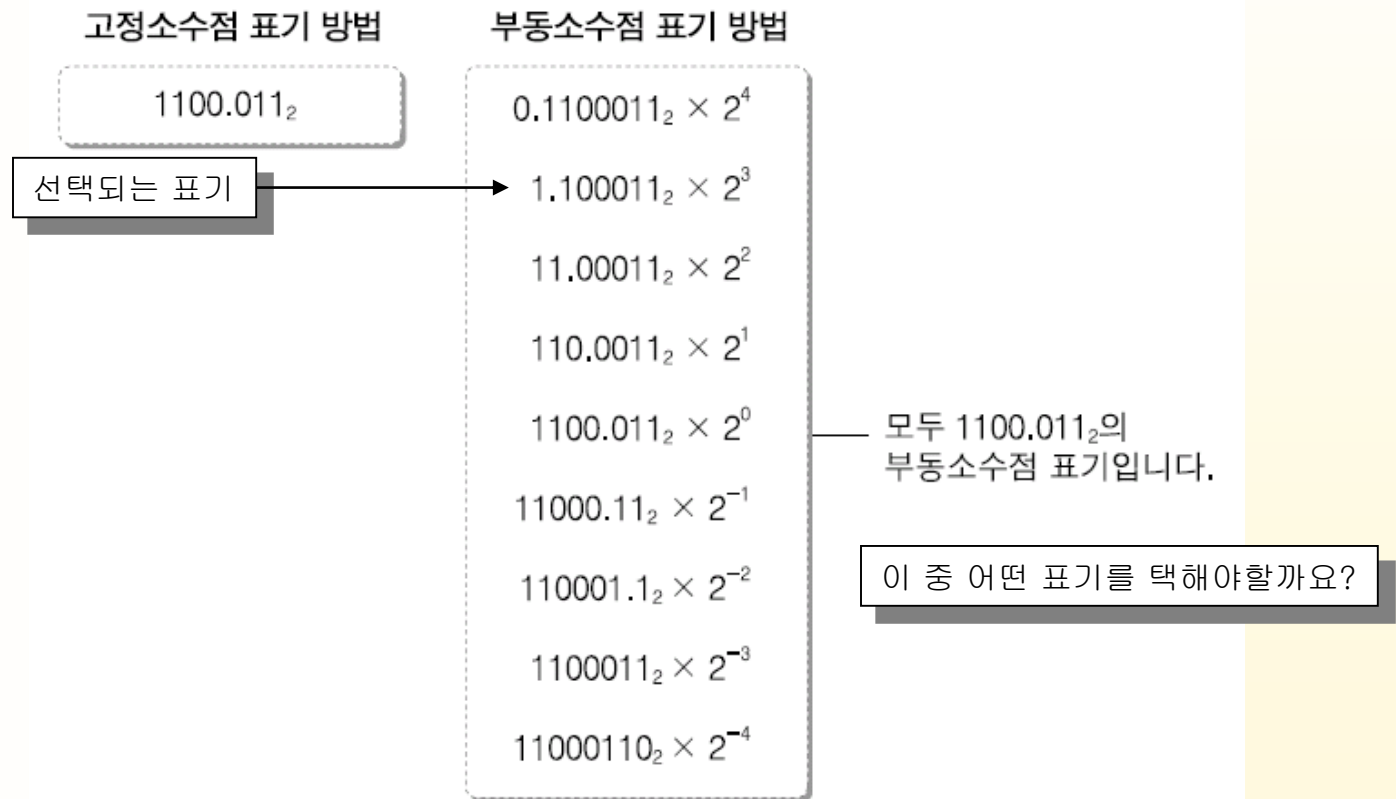 고정소수점 표기 방법
부동소수점 표기 방법
1100.011₂
0.1100011₂ × 2⁴
선택되는 표기
1.100011₂ × 2³
11.00011₂ × 2²
110.0011₂ × 2¹
1100.011₂ × 2⁰
모두 1100.011₂의
부동소수점 표기입니다.
11000.11₂ × 2⁻¹
이 중 어떤 표기를 택해야할까요?
110001.1₂ × 2⁻²
1100011₂ × 2⁻³
11000110₂ × 2⁻⁴